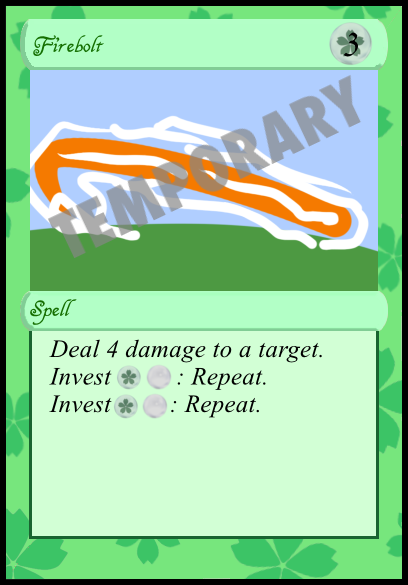 Firebolt
3
TEMPORARY
Spell
Deal 4 damage to a target.
Invest : Repeat.
Invest : Repeat.